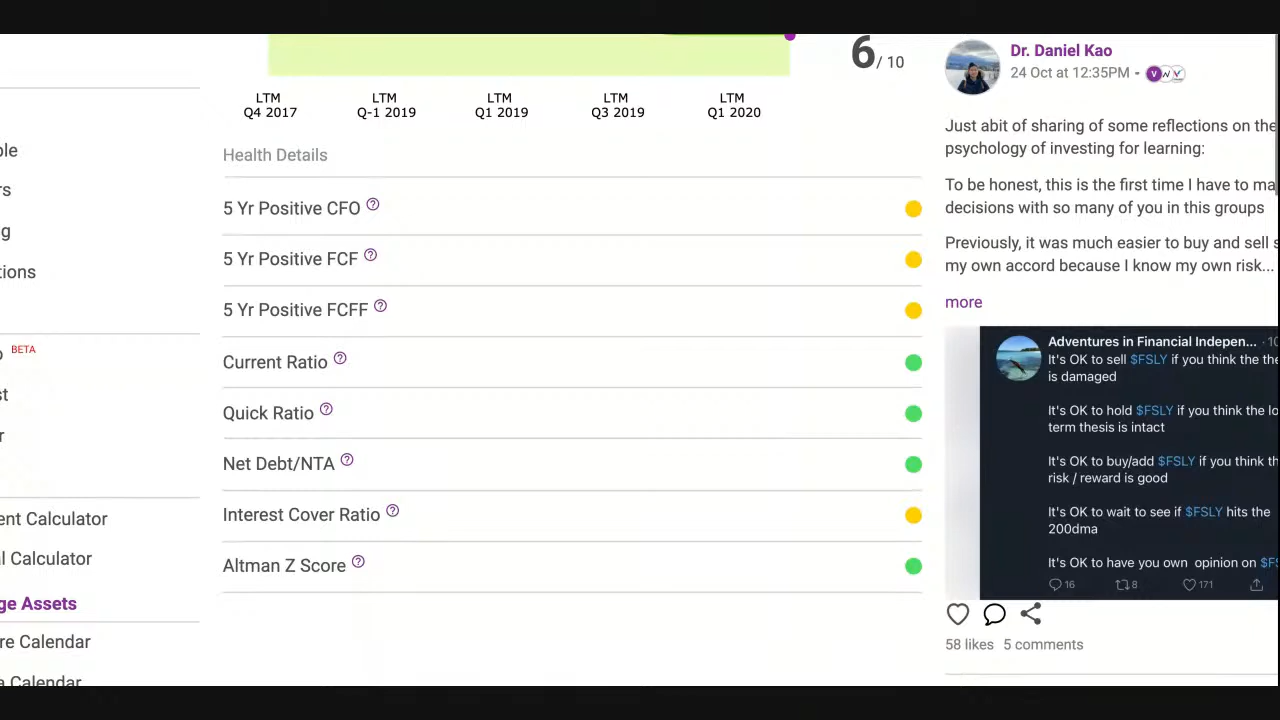 6 / 10
LTM
Q4 2017
LTM
Q-1 2019
LTM
Q1 2019
LTM
Q3 2019
LTM
Q1 2020
Health Details
5 Yr Positive CFO
5 Yr Positive FCF
5 Yr Positive FCFF
Current Ratio
Quick Ratio
Net Debt/NTA
Interest Cover Ratio
Altman Z Score
BETA
Calculator
Calculator
Assets
Calendar
Calendar
Dr. Daniel Kao
24 Oct at 12:35PM
Just abit of sharing of some reflections on the
psychology of investing for learning:
To be honest, this is the first time I have to
decisions with so many of you in this groups
Previously, it was much easier to buy and sell
my own accord because I know my own risk...
more
Adventures in Financial Indepen...
It's OK to sell $FSLY if you think the
is damaged
It's OK to hold $FSLY if you think the
term thesis is intact
It's OK to buy/add $FSLY if you think
risk / reward is good
It's OK to wait to see if $FSLY hits the
200dma
It's OK to have you own opinion on
16 8 171
58 likes 5 comments